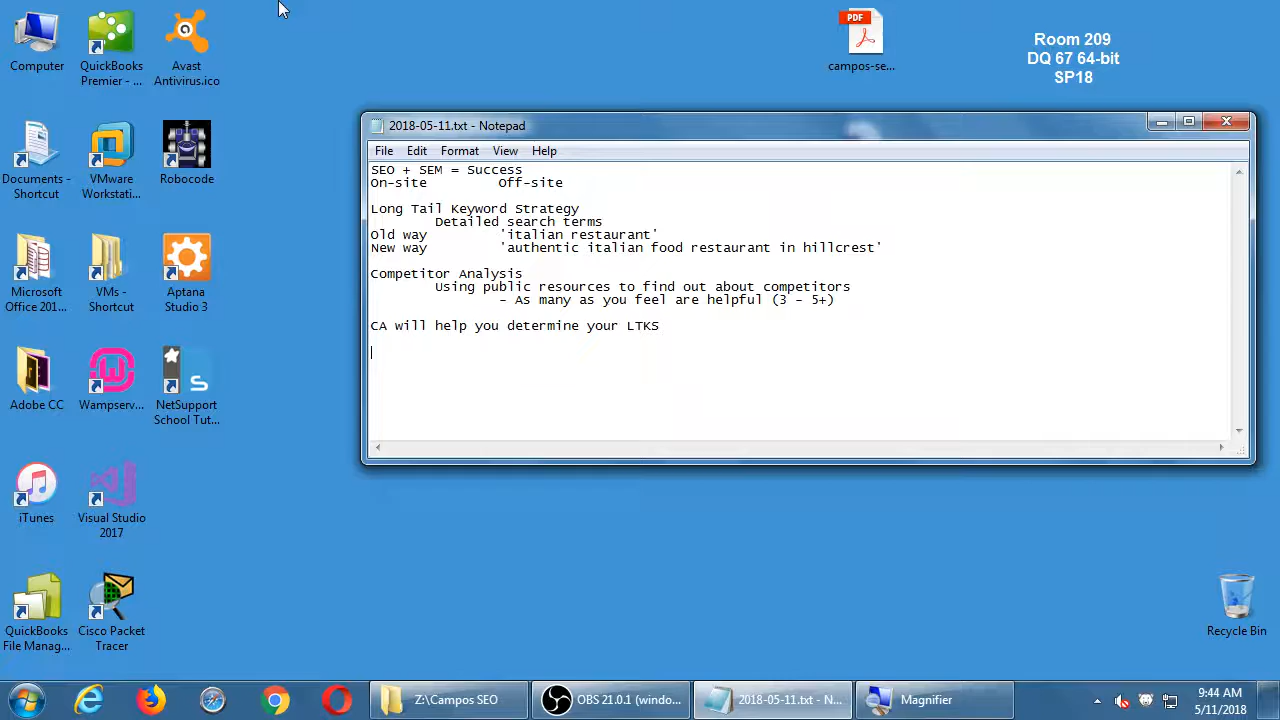 Computer
QuickBooks
Premier - ...
Avast
Antivirus.ico
PDF
campos-se...
Room 209
DQ 67 64-bit
SP18
Documents -
Shortcut
VMware
Workstati...
Robocode
Microsoft
Office 201...
VMs -
Shortcut
Aptana
Studio 3
Adobe CC
Wampserv...
NetSupport
School Tut...
iTunes
Visual Studio
2017
QuickBooks
File Manag...
Cisco Packet
Tracer
2018-05-11.txt - Notepad
File Edit Format View Help
SEO + SEM = Success
On-site Off-site
Long Tail Keyword Strategy
Detailed search terms
Old way 'italian restaurant'
New way 'authentic italian food restaurant in hillcrest'
Competitor Analysis
Using public resources to find out about competitors
- As many as you feel are helpful (3 - 5+)
CA will help you determine your LTKS
Recycle Bin
Z:\Campos SEO
OBS 21.0.1 (windo...
2018-05-11.txt - N...
Magnifier
9:44 AM
5/11/2018